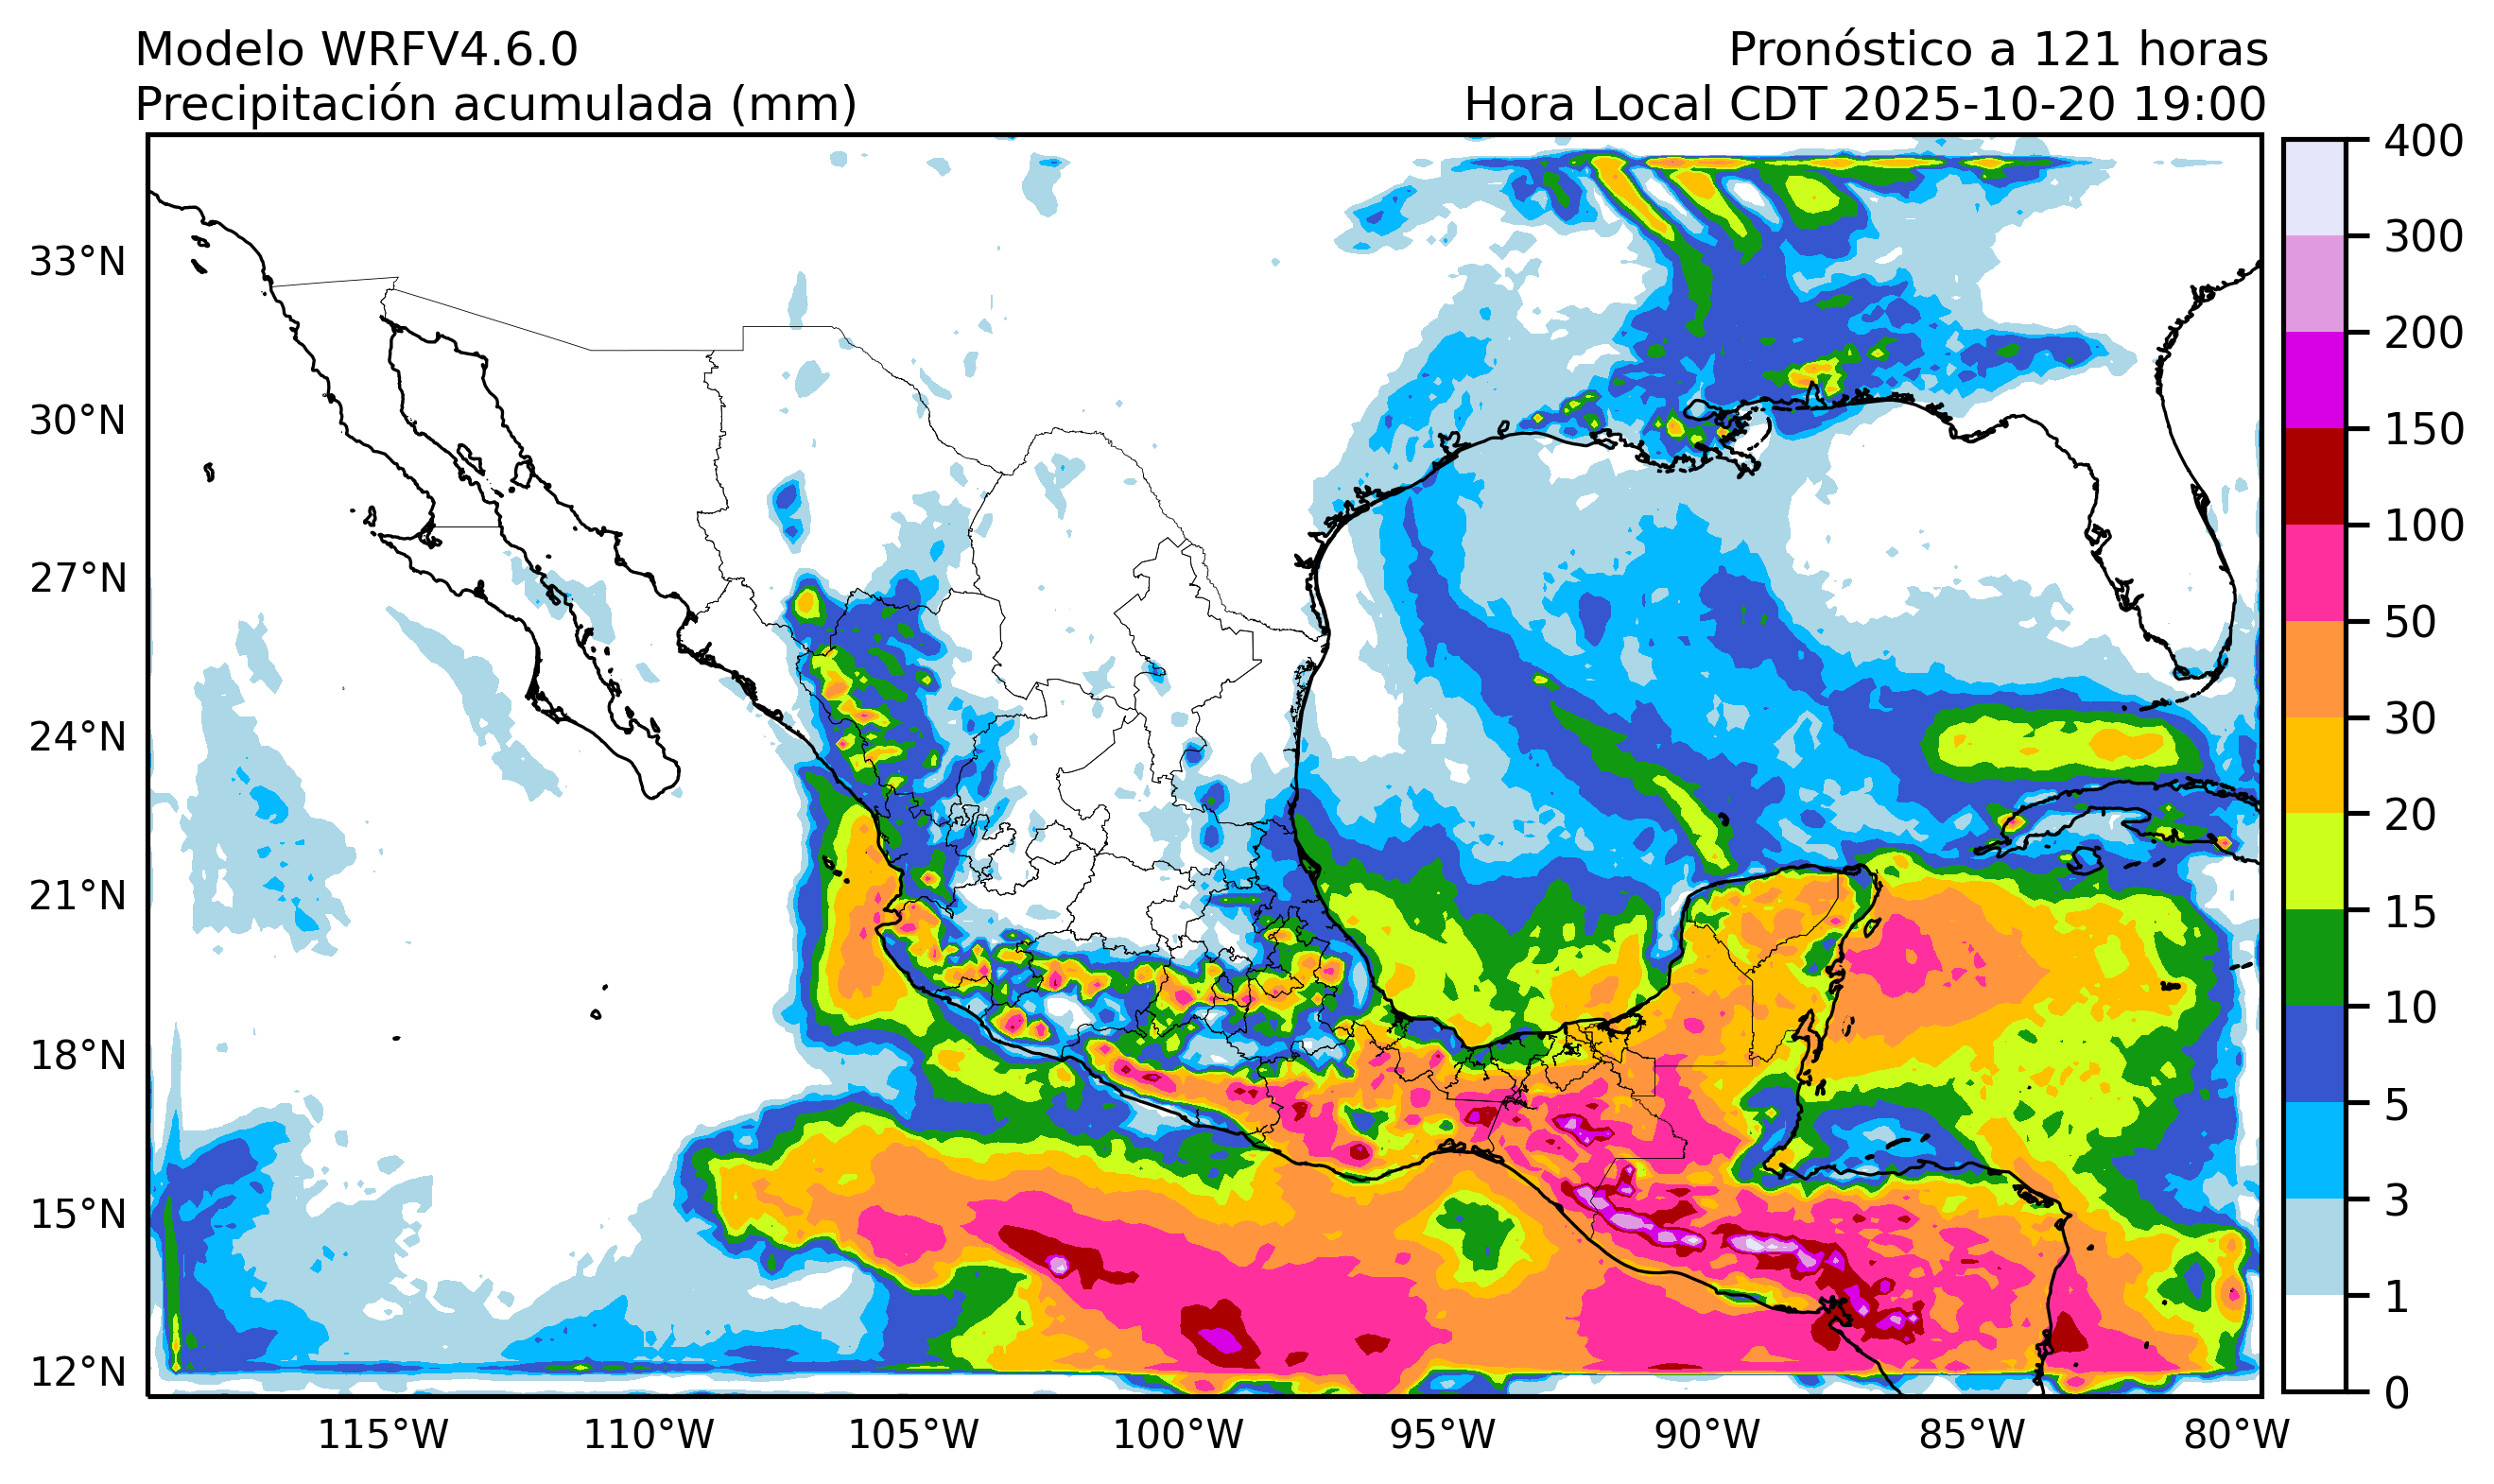 Modelo WRFV4.6.0
Pronóstico a 121 horas
Precipitación acumulada (mm)
Hora Local CDT 2025-10-20 19:00
400
300
200
150
100
50
30
20
15
10
5
3
1
0
33°N
30°N
27°N
24°N
21°N
18°N
15°N
12°N
115°W
110°W
105°W
100°W
95°W
90°W
85°W
80°W